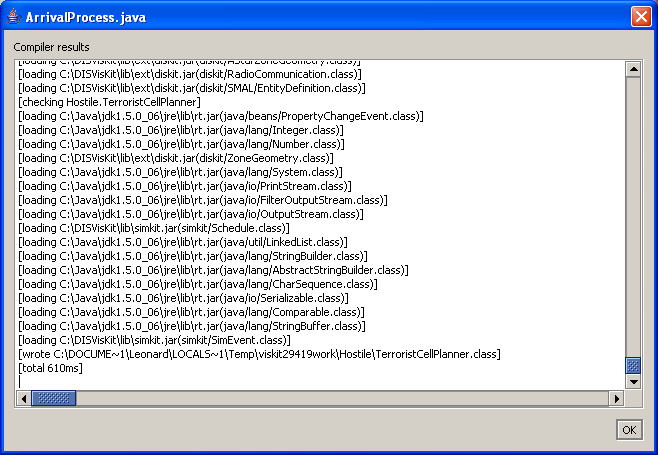 ArrivalProcess.java
Compiler results
[loading C:\DISVisKit\lib\ext\diskit.jar(diskit/AstarZoneGeometry.class)]
[loading C:\DISVisKit\lib\ext\diskit.jar(diskit/RadioCommunication.class)]
[loading C:\DISVisKit\lib\ext\diskit.jar(diskit/SMAL/EntityDefinition.class)]
[checking Hostile.TerroristCellPlanner]
[loading C:\Java\jdk1.5.0_06\jre\lib\rt.jar(java/beans/PropertyChangeEvent.class)]
[loading C:\Java\jdk1.5.0_06\jre\lib\rt.jar(java/lang/Integer.class)]
[loading C:\Java\jdk1.5.0_06\jre\lib\rt.jar(java/lang/Number.class)]
[loading C:\DISVisKit\lib\ext\diskit.jar(diskit/ZoneGeometry.class)]
[loading C:\Java\jdk1.5.0_06\jre\lib\rt.jar(java/lang/System.class)]
[loading C:\Java\jdk1.5.0_06\jre\lib\rt.jar(java/io/PrintStream.class)]
[loading C:\Java\jdk1.5.0_06\jre\lib\rt.jar(java/io/FilterOutputStream.class)]
[loading C:\Java\jdk1.5.0_06\jre\lib\rt.jar(java/io/OutputStream.class)]
[loading C:\DISVisKit\lib\simkit.jar(simkit/Schedule.class)]
[loading C:\Java\jdk1.5.0_06\jre\lib\rt.jar(java/util/LinkedList.class)]
[loading C:\Java\jdk1.5.0_06\jre\lib\rt.jar(java/lang/StringBuilder.class)]
[loading C:\Java\jdk1.5.0_06\jre\lib\rt.jar(java/lang/AbstractStringBuilder.class)]
[loading C:\Java\jdk1.5.0_06\jre\lib\rt.jar(java/lang/CharSequence.class)]
[loading C:\Java\jdk1.5.0_06\jre\lib\rt.jar(java/io/Serializable.class)]
[loading C:\Java\jdk1.5.0_06\jre\lib\rt.jar(java/lang/Comparable.class)]
[loading C:\Java\jdk1.5.0_06\jre\lib\rt.jar(java/lang/StringBuffer.class)]
[loading C:\DISVisKit\lib\simkit.jar(simkit/SimEvent.class)]
[wrote C:\DOCUME~1\Leonard\LOCALS~1\Temp\viskit29419work\Hostile\TerroristCellPlanner.class]
[total 610ms]
OK